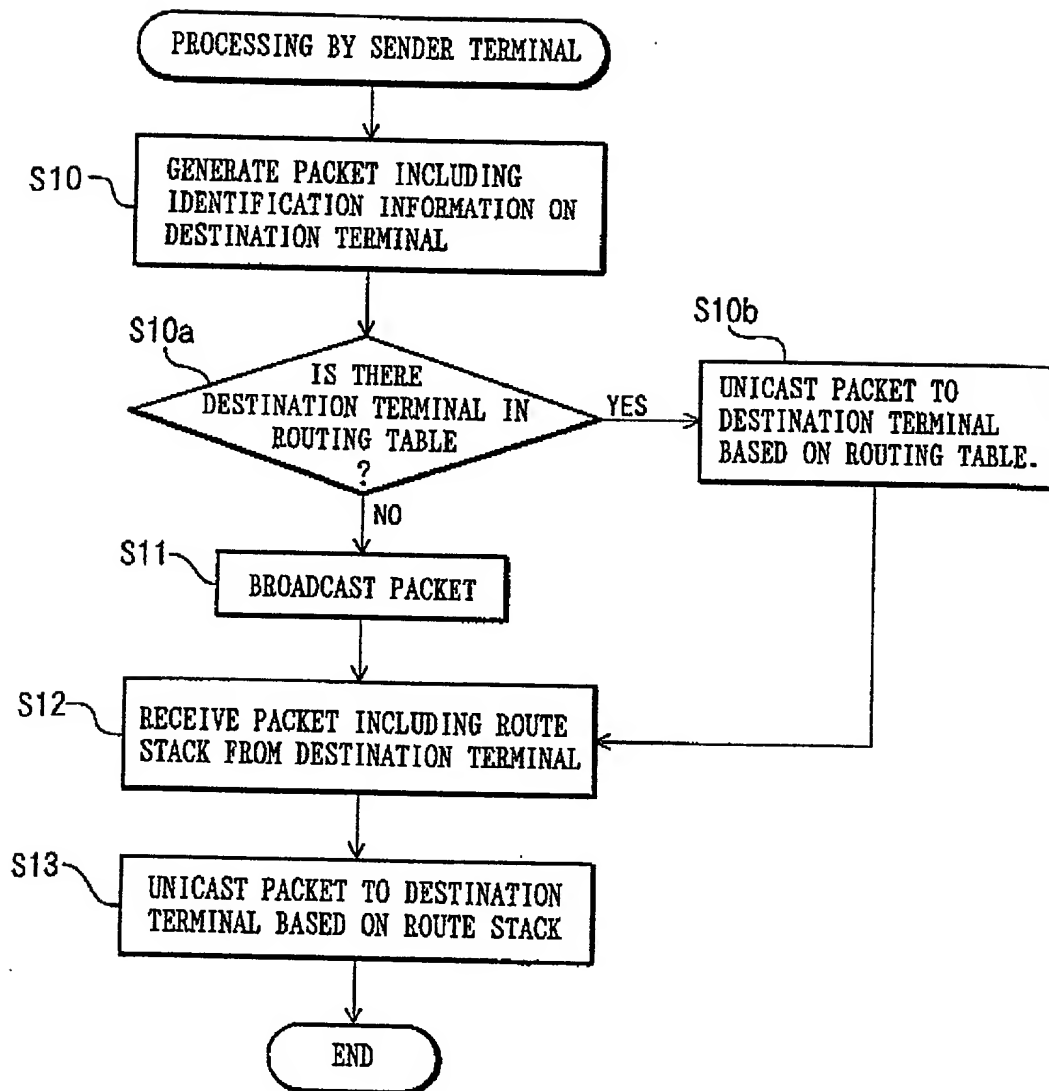 PROCESSING BY SENDER TERMINAL
S10
GENERATE PACKET INCLUDING
IDENTIFICATION INFORMATION ON
DESTINATION TERMINAL
S10a
IS THERE
DESTINATION TERMINAL IN
ROUTING TABLE
?
YES
NO
S10b
UNICAST PACKET TO
DESTINATION TERMINAL
BASED ON ROUTING TABLE.
S11
BROADCAST PACKET
S12
RECEIVE PACKET INCLUDING ROUTE
STACK FROM DESTINATION TERMINAL
S13
UNICAST PACKET TO DESTINATION
TERMINAL BASED ON ROUTE STACK
END